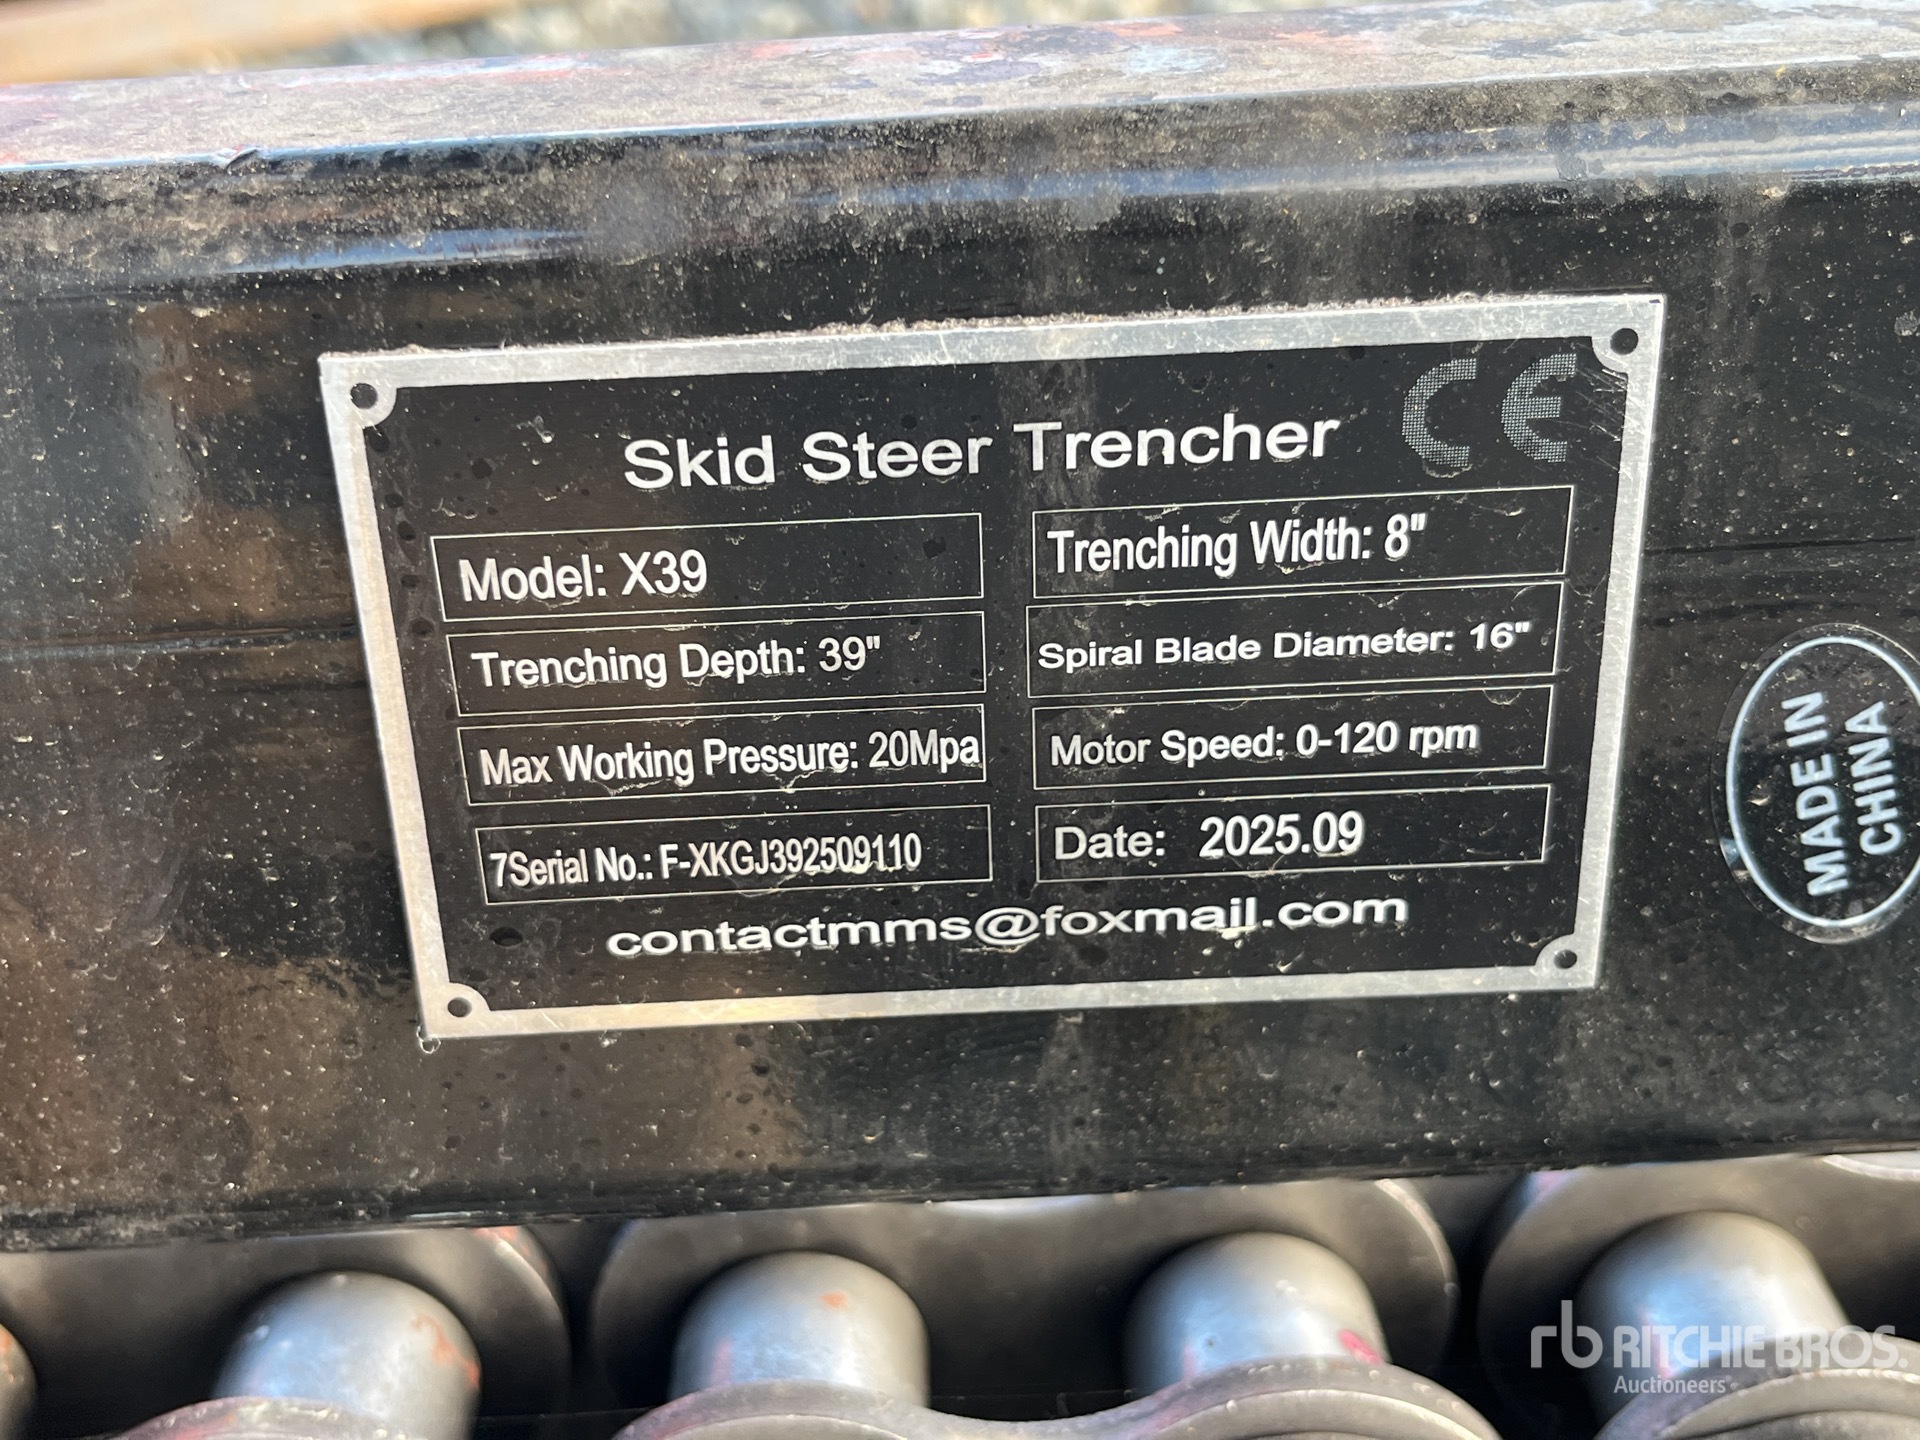 CE
Skid Steer Trencher
Model: X39
Trenching Width: 8"
Trenching Depth: 39"
Spiral Blade Diameter: 16"
Max Working Pressure: 20Mpa
Motor Speed: 0-120 rpm
7Serial No.: F-XKGJ392509110
Date: 2025.09
contactmms@foxmail.com
MADE IN
CHINA
rb RITCHIE BROS.
Auctioneers